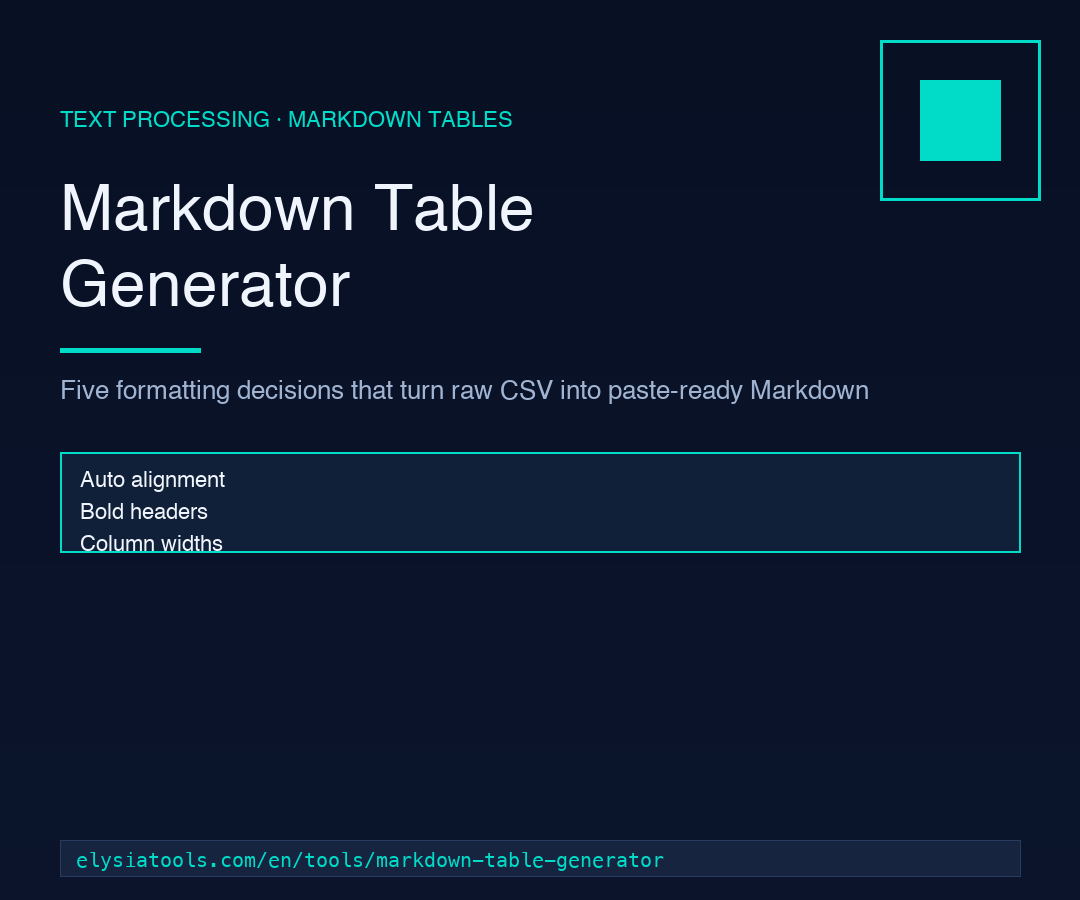 TEXT PROCESSING · MARKDOWN TABLES
Markdown Table
Generator
Five formatting decisions that turn raw CSV into paste-ready Markdown
Auto alignment
Bold headers
Column widths
elysiatools.com/en/tools/markdown-table-generator